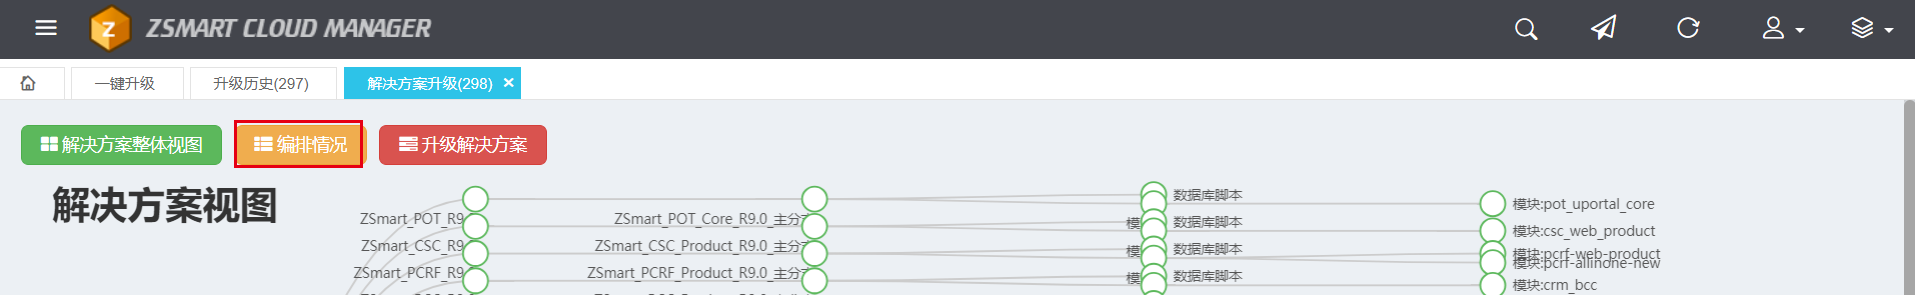 ZSMART CLOUD MANAGER
一键升级
升级历史(297)
解决方案升级(298)
解决方案整体视图
编排情况
升级解决方案
解决方案视图
数据库脚本
模块:pot_uportal_core
ZSmart_POT_R9.
ZSmart_POT_Core_R9.0_主分
模
数据库脚本
模块:csc_web_product
ZSmart_CSC_R9.
ZSmart_CSC_Product_R9.0_主分
模
数据库脚本
模块:pcrf-web-product
模块:pcrf-allinone-new
ZSmart_PCRF_R9.
ZSmart_PCRF_Product_R9.0_主分
模
数据库脚本
模块:crm_bcc